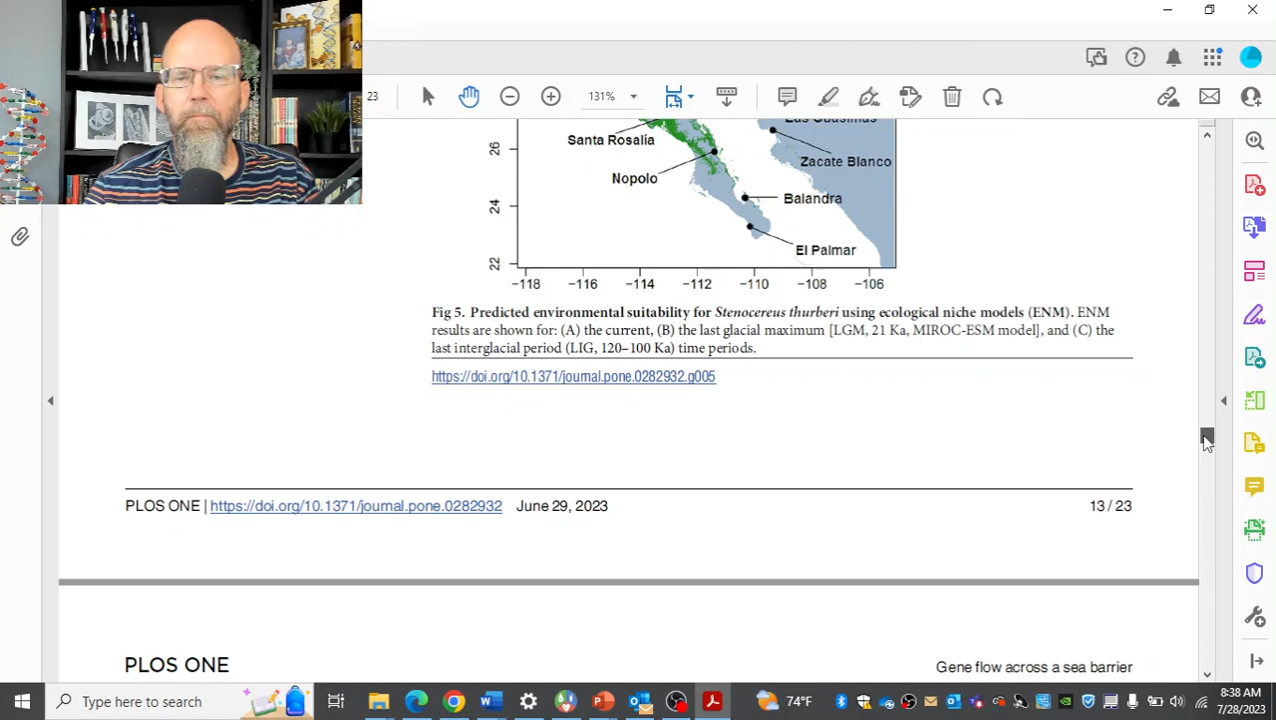 23
131%
Las Guasimas
26
Santa Rosalia
Zacate Blanco
Nopolo
24
Balandra
El Palmar
22
−118 −116 −114 −112 −110 −108 −106
Fig 5. Predicted environmental suitability for Stenocereus thurberi using ecological niche models (ENM). ENM
results are shown for: (A) the current, (B) the last glacial maximum [LGM, 21 Ka, MIROC-ESM model], and (C) the
last interglacial period (LIG, 120–100 Ka) time periods.
https://doi.org/10.1371/journal.pone.0282932.g005
PLOS ONE | https://doi.org/10.1371/journal.pone.0282932 June 29, 2023 13 / 23
PLOS ONE Gene flow across a sea barrier
Type here to search
74°F
8:38 AM
7/28/2023